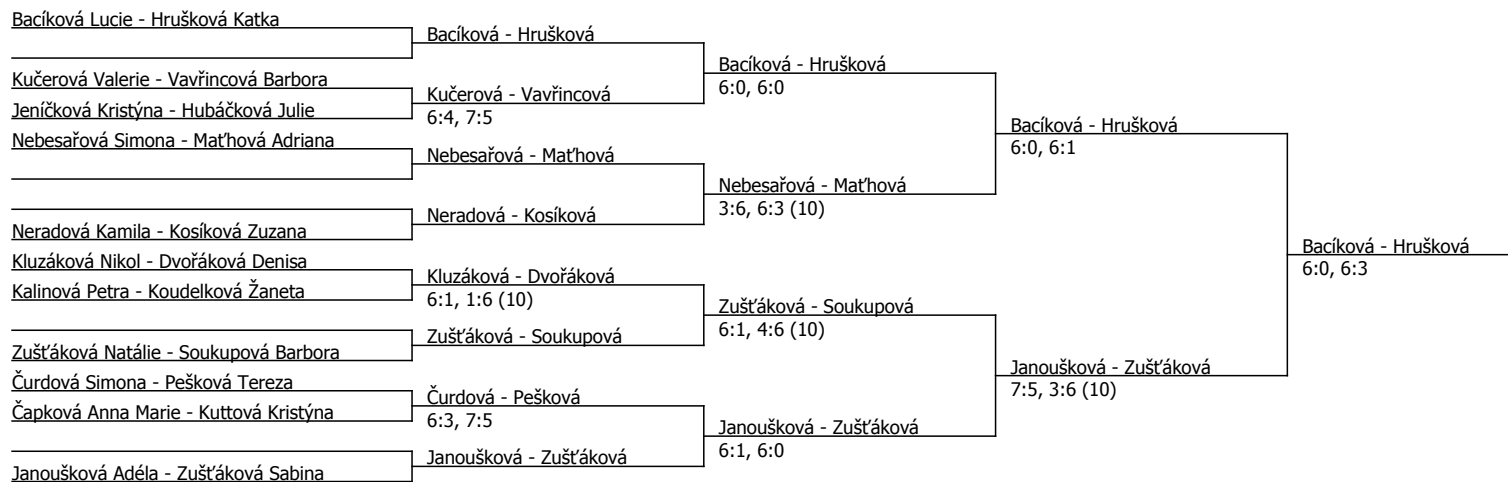 Bacíková Lucie - Hrušková Katka
Kučerová Valerie - Vavřincová Barbora
Jeníčková Kristýna - Hubáčková Julie
Nebesařová Simona - Maťhová Adriana
Neradová Kamila - Kosíková Zuzana
Kluzáková Nikol - Dvořáková Denisa
Kalinová Petra - Koudelková Žaneta
Zušťáková Natálie - Soukupová Barbora
Čurdová Simona - Pešková Tereza
Čapková Anna Marie - Kuttová Kristýna
Janoušková Adéla - Zušťáková Sabina
Bacíková - Hrušková
Kučerová - Vavřincová
6:4, 7:5
Nebesařová - Maťhová
Neradová - Kosíková
Kluzáková - Dvořáková
6:1, 1:6 (10)
Zušťáková - Soukupová
Čurdová - Pešková
6:3, 7:5
Janoušková - Zušťáková
Bacíková - Hrušková
6:0, 6:0
Nebesařová - Maťhová
3:6, 6:3 (10)
Zušťáková - Soukupová
6:1, 4:6 (10)
Janoušková - Zušťáková
6:1, 6:0
Bacíková - Hrušková
6:0, 6:1
Janoušková - Zušťáková
7:5, 3:6 (10)
Bacíková - Hrušková
6:0, 6:3